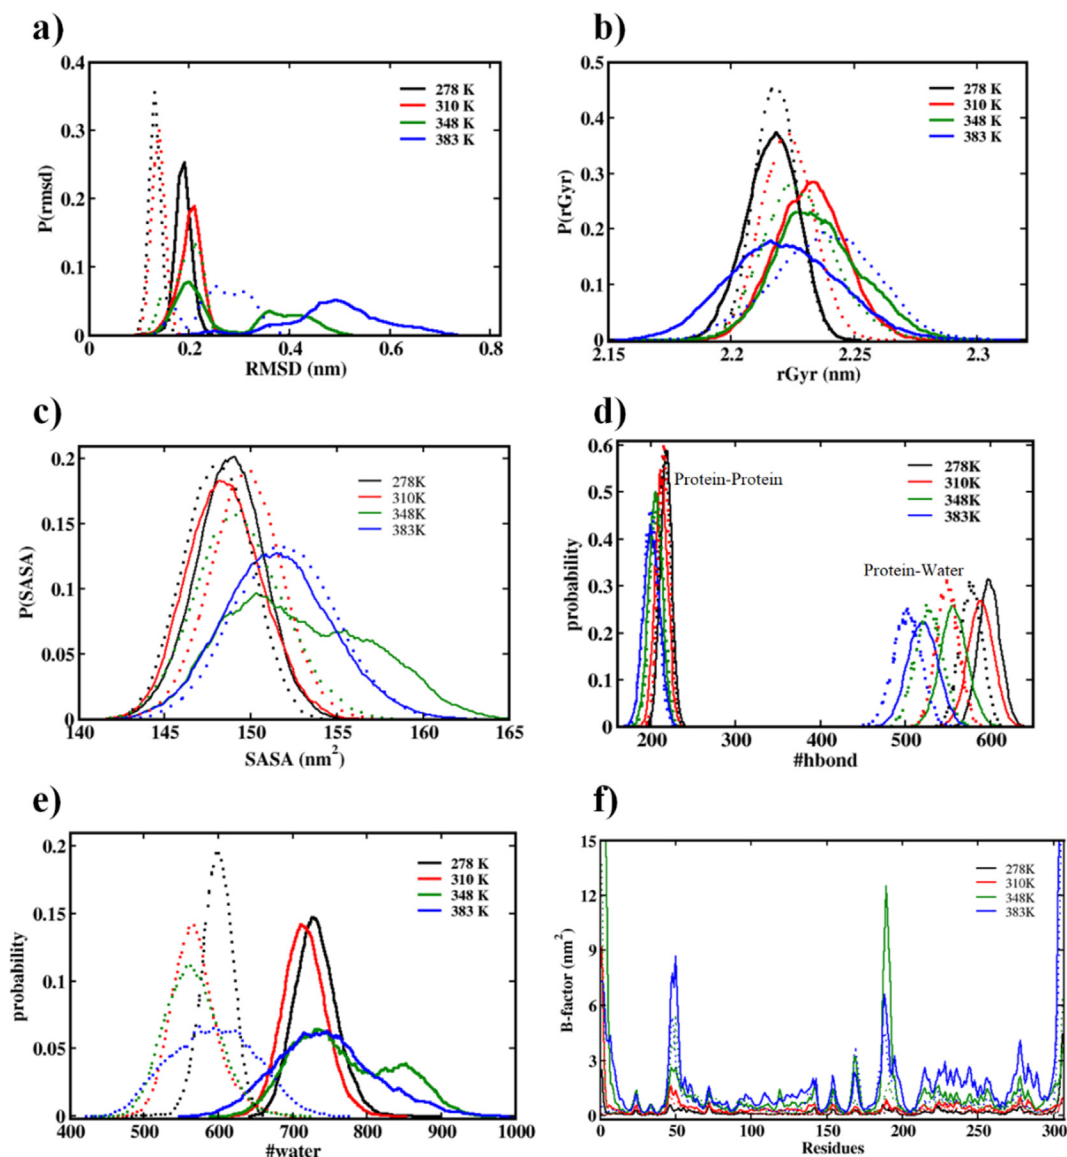 a)
0.4
0.3
0.2
0.1
0
P(rmsd)
278 K
310 K
348 K
383 K
0 0.2 0.4 0.6 0.8
RMSD (nm)
b)
0.5
0.4
0.3
0.2
0.1
0
P(rGyr)
278 K
310 K
348 K
383 K
2.15 2.2 2.25 2.3
rGyr (nm)
c)
0.2
0.15
0.1
0.05
0
P(SASA)
278K
310K
348K
383K
140 145 150 155 160 165
SASA (nm2)
d)
0.6
0.5
0.4
0.3
0.2
0.1
0
probability
Protein-Protein
278K
310K
348K
383K
Protein-Water
200 300 400 500 600
#hbond
e)
0.2
0.15
0.1
0.05
0
probability
278 K
310 K
348 K
383 K
400 500 600 700 800 900 1000
#water
f)
15
12
9
6
3
0
B-factor (nm2)
278K
310K
348K
383K
0 50 100 150 200 250 300
Residues